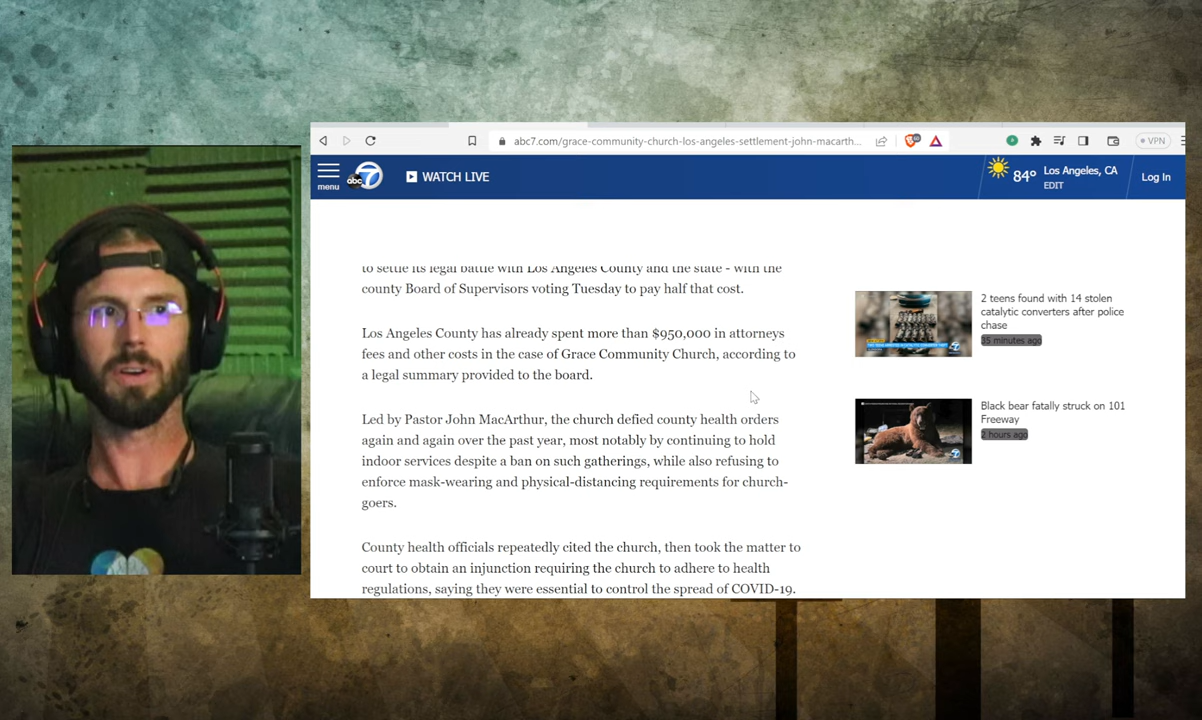 abc7.com/grace-community-church-los-angeles-settlement-john-macarth...
VPN
menu
abc 7
WATCH LIVE
84°
Los Angeles, CA
EDIT
Log In
to settle its legal battle with Los Angeles County and the state - with the
county Board of Supervisors voting Tuesday to pay half that cost.
Los Angeles County has already spent more than $950,000 in attorneys
fees and other costs in the case of Grace Community Church, according to
a legal summary provided to the board.
Led by Pastor John MacArthur, the church defied county health orders
again and again over the past year, most notably by continuing to hold
indoor services despite a ban on such gatherings, while also refusing to
enforce mask-wearing and physical-distancing requirements for church-
goers.
County health officials repeatedly cited the church, then took the matter to
court to obtain an injunction requiring the church to adhere to health
regulations, saying they were essential to control the spread of COVID-19.
2 teens found with 14 stolen
catalytic converters after police
chase
35 minutes ago
Black bear fatally struck on 101
Freeway
2 hours ago